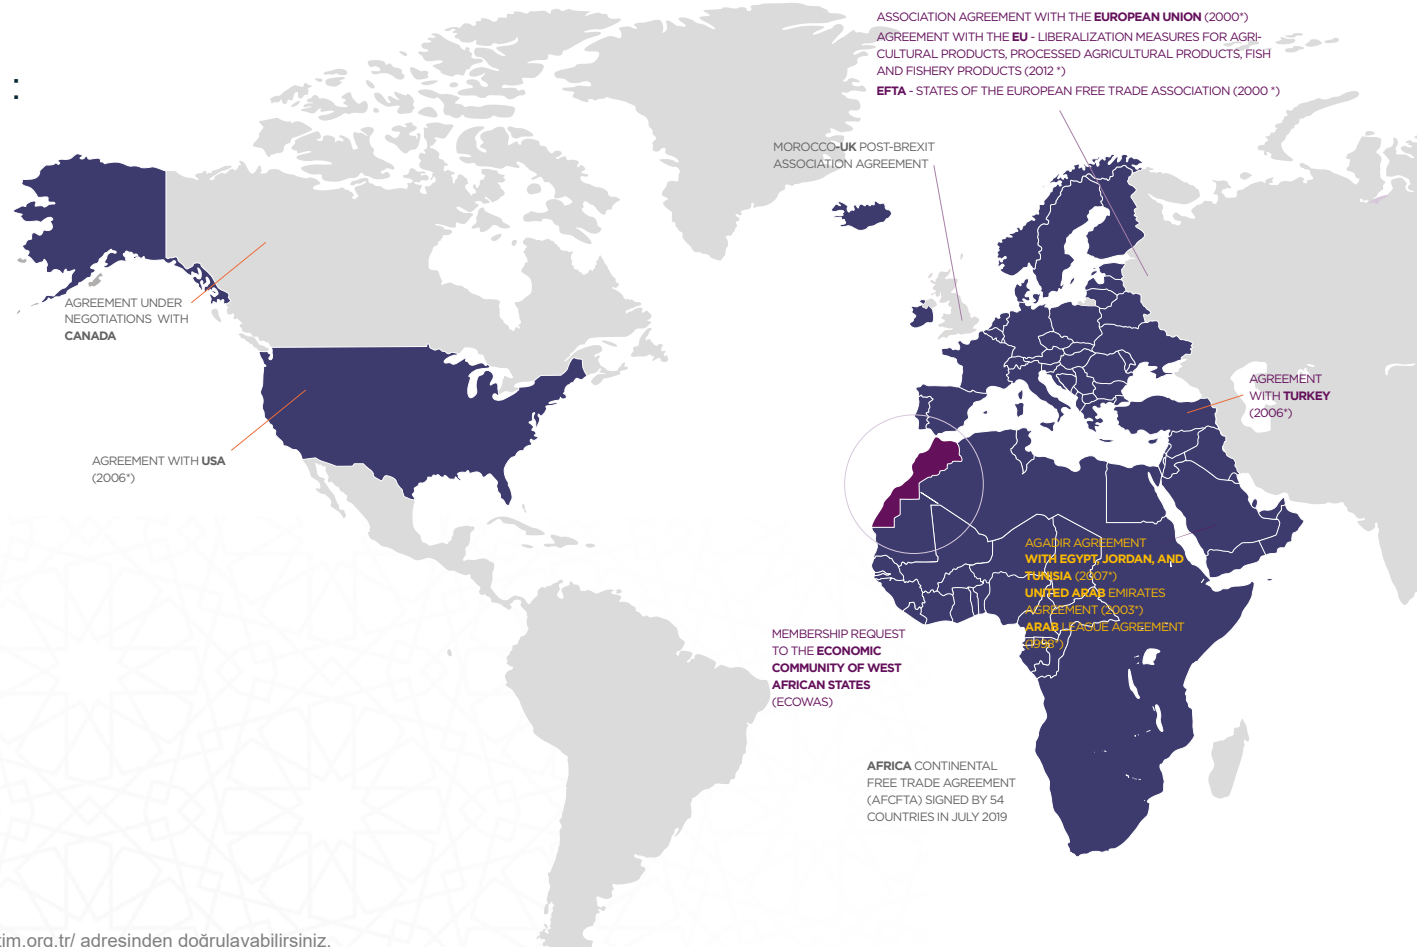 ASSOCIATION AGREEMENT WITH THE EUROPEAN UNION (2000*)
AGREEMENT WITH THE EU - LIBERALIZATION MEASURES FOR AGRI-
CULTURAL PRODUCTS, PROCESSED AGRICULTURAL PRODUCTS, FISH
AND FISHERY PRODUCTS (2012 *)
EFTA - STATES OF THE EUROPEAN FREE TRADE ASSOCIATION (2000 *)
:
MOROCCO-UK POST-BREXIT
ASSOCIATION AGREEMENT
AGREEMENT UNDER
NEGOTIATIONS WITH
CANADA
AGREEMENT
WITH TURKEY
(2006*)
AGREEMENT WITH USA
(2006*)
AGADIR AGREEMENT
WITH EGYPT, JORDAN, AND
TUNISIA (2007*)
UNITED ARAB EMIRATES
AGREEMENT (2003*)
ARAB LEAGUE AGREEMENT
(1998*)
MEMBERSHIP REQUEST
TO THE ECONOMIC
COMMUNITY OF WEST
AFRICAN STATES
(ECOWAS)
AFRICA CONTINENTAL
FREE TRADE AGREEMENT
(AFCFTA) SIGNED BY 54
COUNTRIES IN JULY 2019
tim.org.tr/ adresinden doğrulayabilirsiniz.